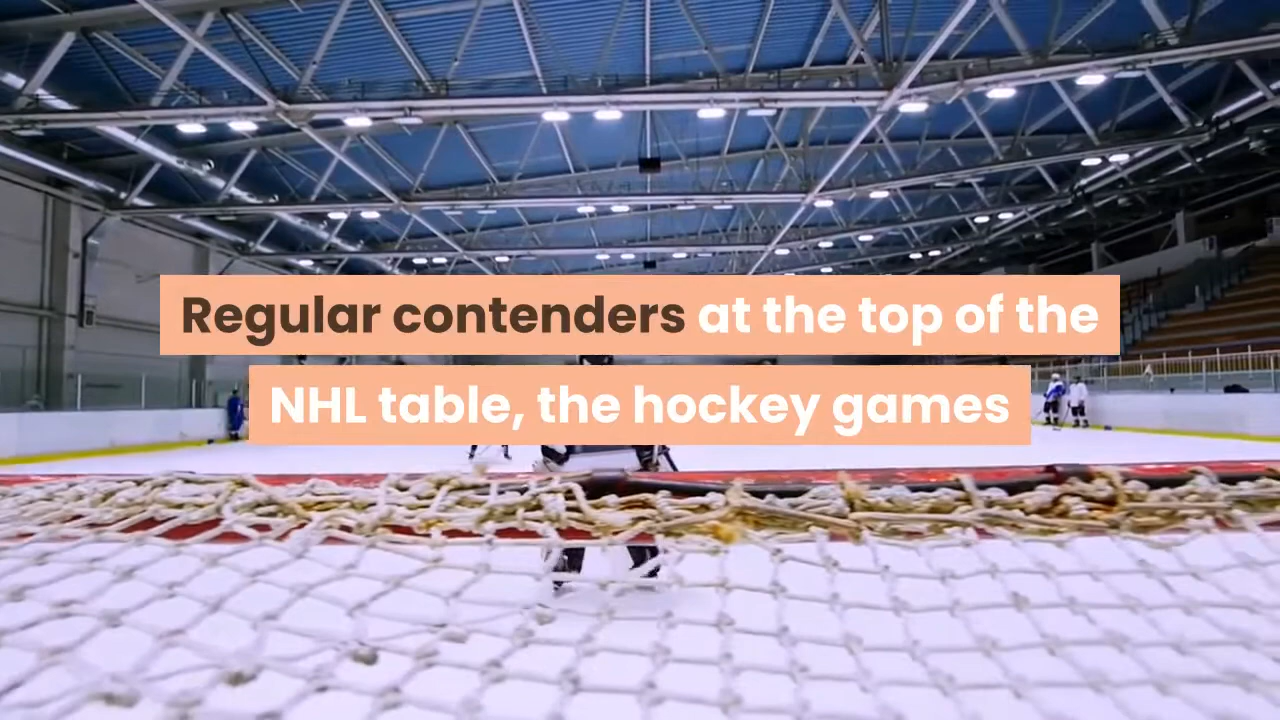 Regular contenders at the top of the
NHL table, the hockey games